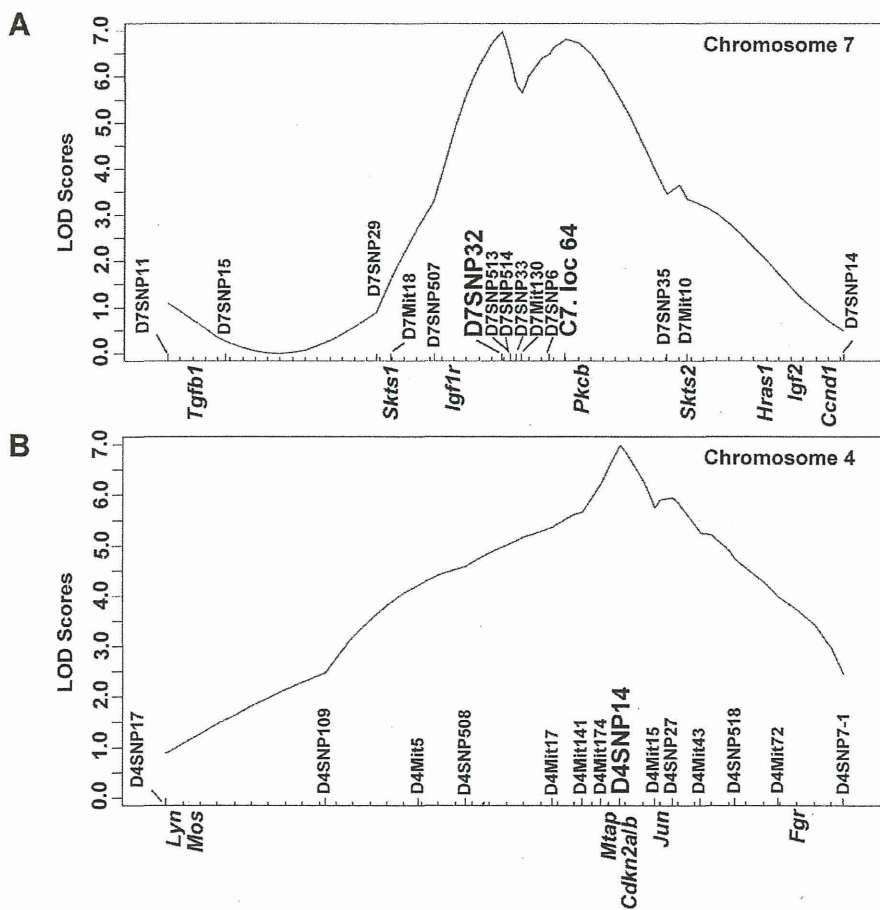 A
Chromosome 7
LOD Scores
7.0
6.0
5.0
4.0
3.0
2.0
1.0
0.0
D7SNP11
D7SNP15
D7SNP29
D7Mit18
D7SNP507
D7SNP32
D7SNP513
D7SNP514
D7SNP33
D7Mit130
D7SNP6
C7. loc 64
D7SNP35
D7Mit10
D7SNP14
Tgfb1
Skts1
Igf1r
Pkcb
Skts2
Hras1
Igf2
Ccnd1
B
Chromosome 4
LOD Scores
7.0
6.0
5.0
4.0
3.0
2.0
1.0
0.0
D4SNP17
D4SNP109
D4Mit5
D4SNP508
D4Mit17
D4Mit141
D4Mit174
D4SNP14
D4Mit15
D4SNP27
D4Mit43
D4SNP518
D4Mit72
D4SNP7-1
Lyn
Mos
Mtap
Cdkn2alb
Jun
Fgr